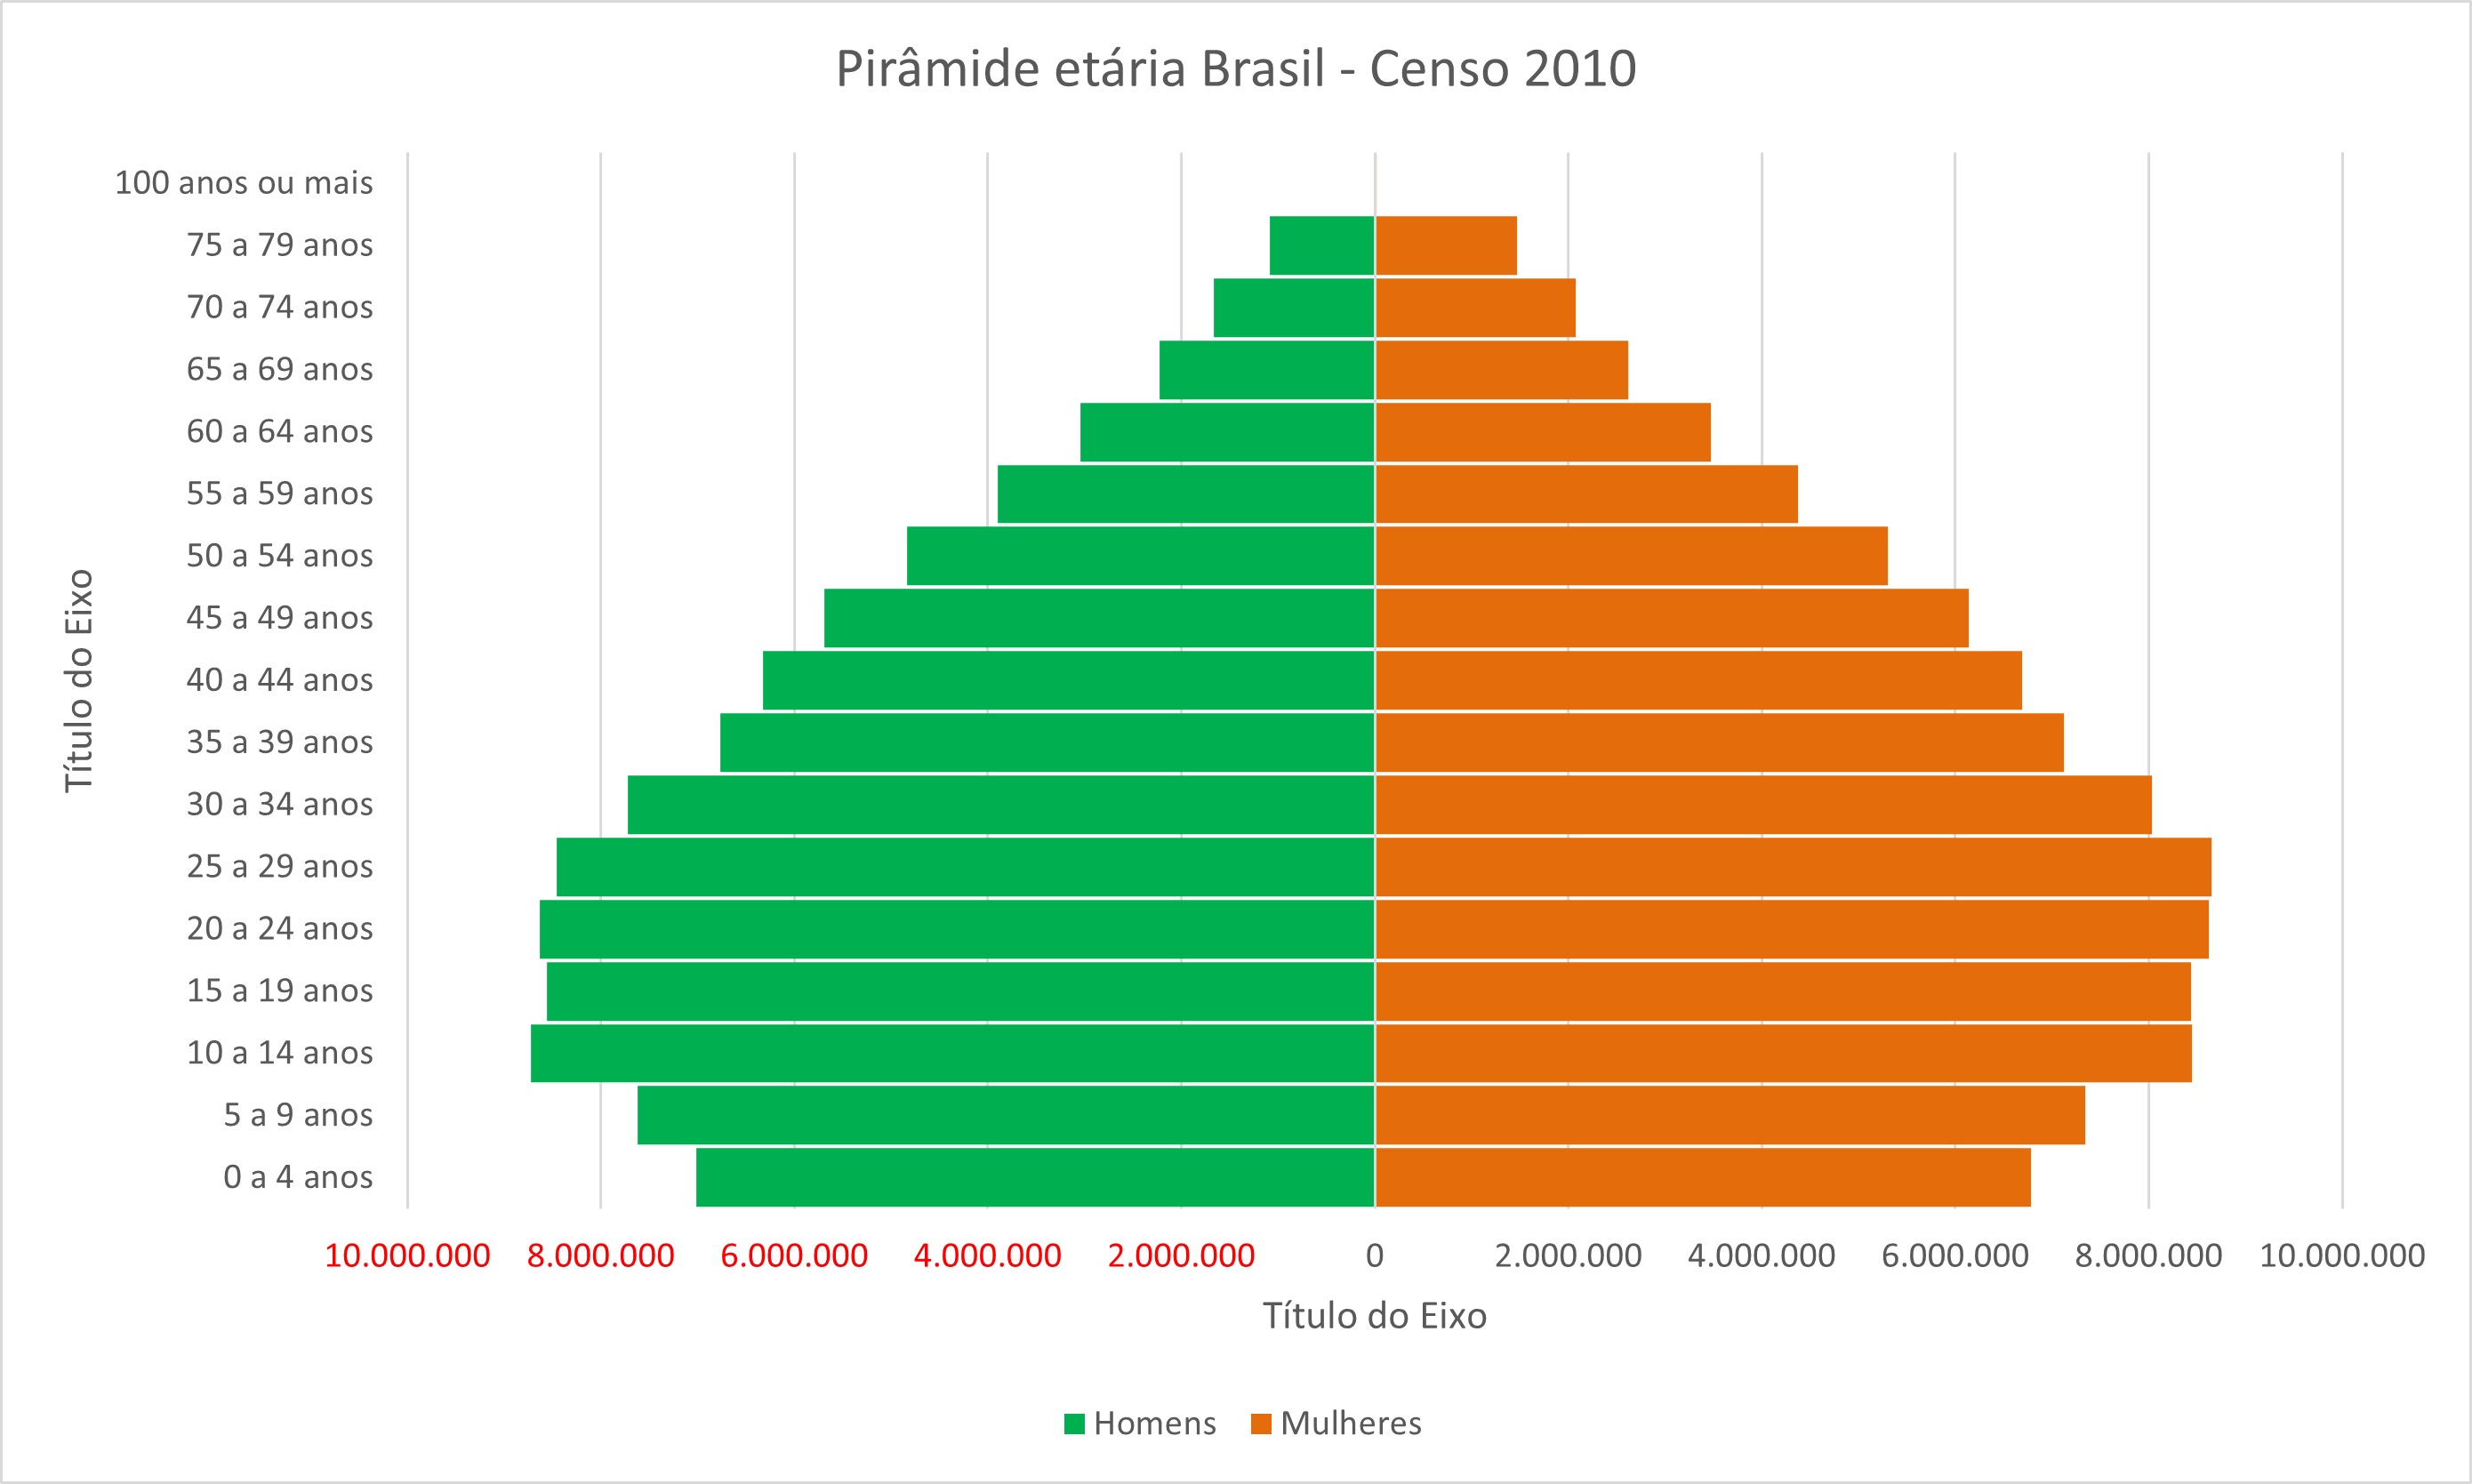 Pirâmide etária Brasil - Censo 2010
100 anos ou mais
75 a 79 anos
70 a 74 anos
65 a 69 anos
60 a 64 anos
55 a 59 anos
50 a 54 anos
45 a 49 anos
40 a 44 anos
35 a 39 anos
30 a 34 anos
25 a 29 anos
20 a 24 anos
15 a 19 anos
10 a 14 anos
5 a 9 anos
0 a 4 anos
Título do Eixo
10.000.000 8.000.000 6.000.000 4.000.000 2.000.000 0 2.000.000 4.000.000 6.000.000 8.000.000 10.000.000
Título do Eixo
Homens Mulheres